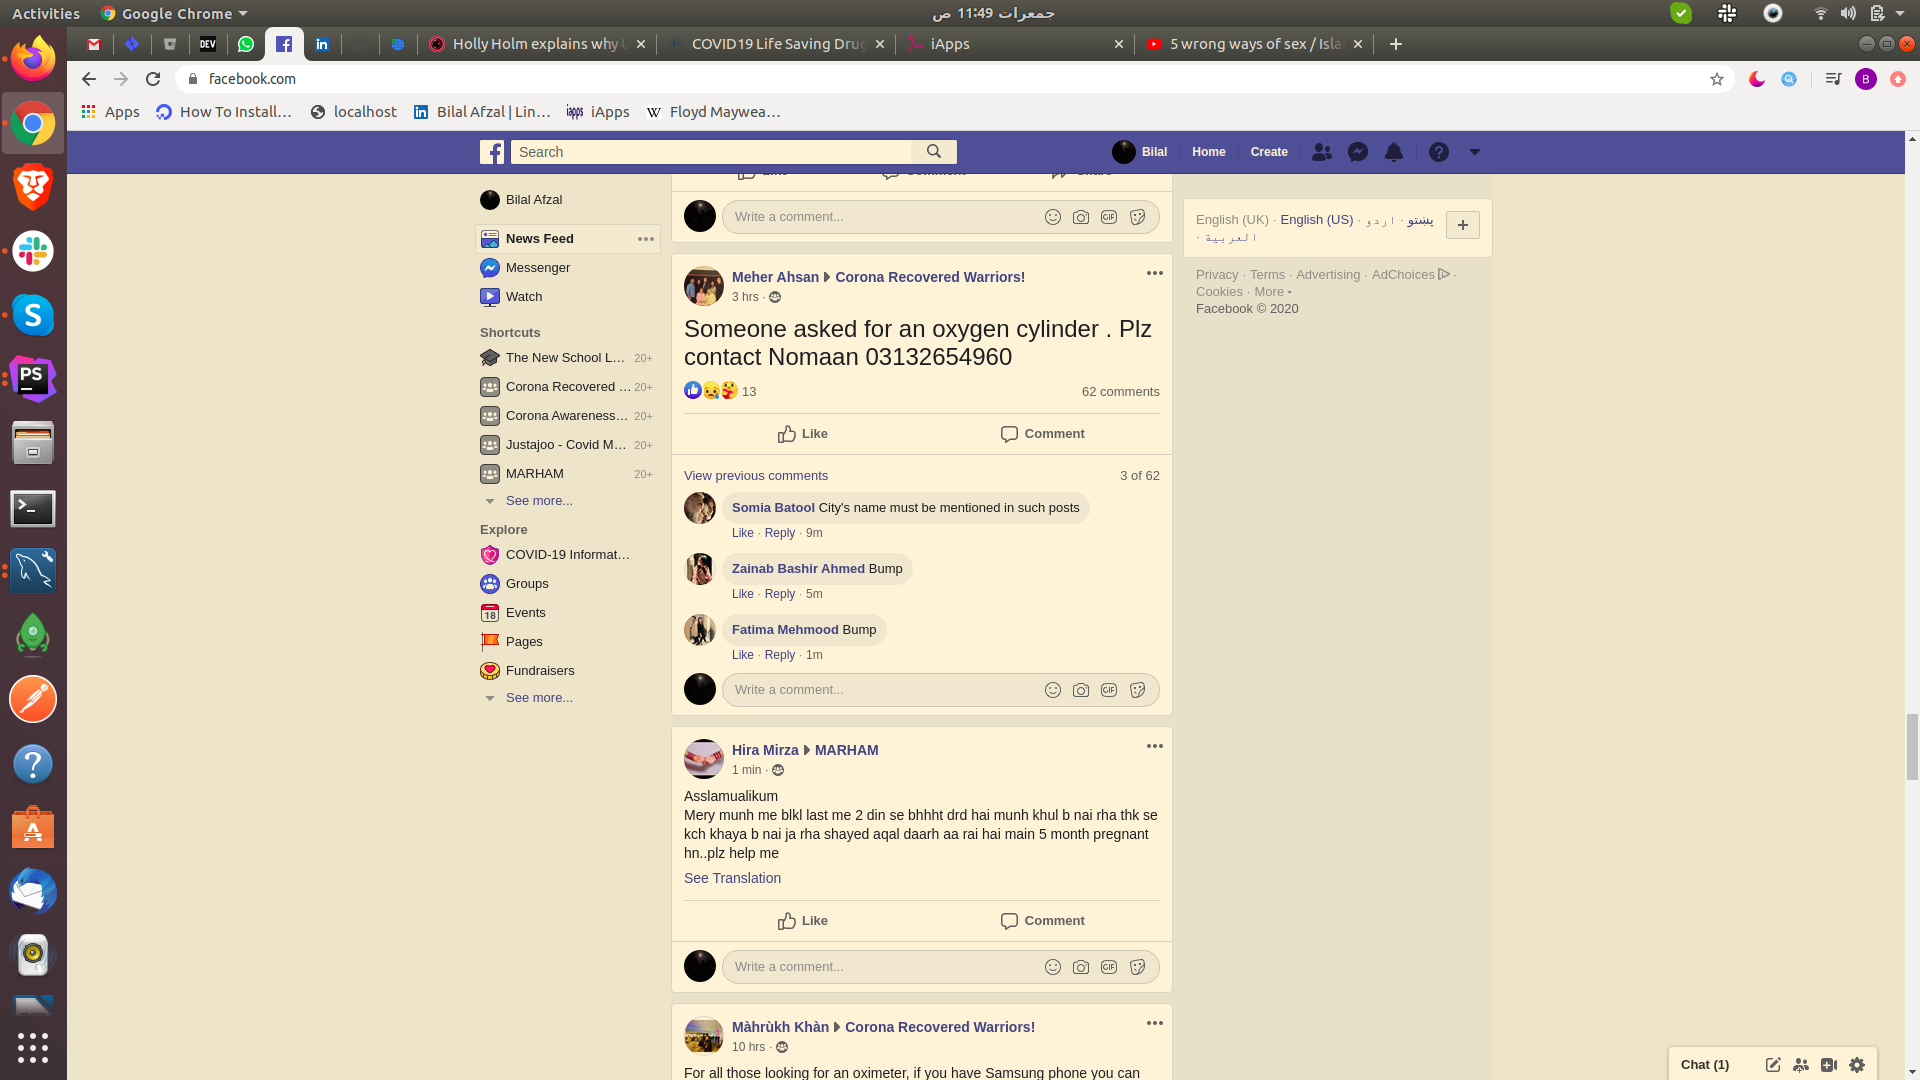 Activities
Google Chrome
جمعرات 11:49 ص
Holly Holm explains why
COVID19 Life Saving Drug
iApps
5 wrong ways of sex / Isla
facebook.com
B
Apps
How To Install…
localhost
Bilal Afzal | Lin…
iApps
Floyd Maywea…
Search
Bilal
Home
Create
Bilal Afzal
News Feed
Messenger
Watch
Shortcuts
The New School L... 20+
Corona Recovered ... 20+
Corona Awareness... 20+
Justajoo - Covid M... 20+
MARHAM 20+
See more...
Explore
COVID-19 Informat...
Groups
Events
Pages
Fundraisers
See more...
Comment
Write a comment...
Meher Ahsan Corona Recovered Warriors!
3 hrs ·
Someone asked for an oxygen cylinder . Plz
contact Nomaan 03132654960
13
62 comments
Like
Comment
View previous comments
3 of 62
Somia Batool City's name must be mentioned in such posts
Like · Reply · 9m
Zainab Bashir Ahmed Bump
Like · Reply · 5m
Fatima Mehmood Bump
Like · Reply · 1m
Write a comment...
Hira Mirza MARHAM
1 min ·
Asslamualikum
Mery munh me blkl last me 2 din se bhhht drd hai munh khul b nai rha thk se
kch khaya b nai ja rha shayed aqal daarh aa rai hai main 5 month pregnant
hn..plz help me
See Translation
Like
Comment
Write a comment...
Màhrùkh Khàn Corona Recovered Warriors!
10 hrs ·
For all those looking for an oximeter, if you have Samsung phone you can
English (UK) · English (US) · اردو · پښتو
· العربية
Privacy · Terms · Advertising · AdChoices ·
Cookies · More
Facebook © 2020
Chat (1)